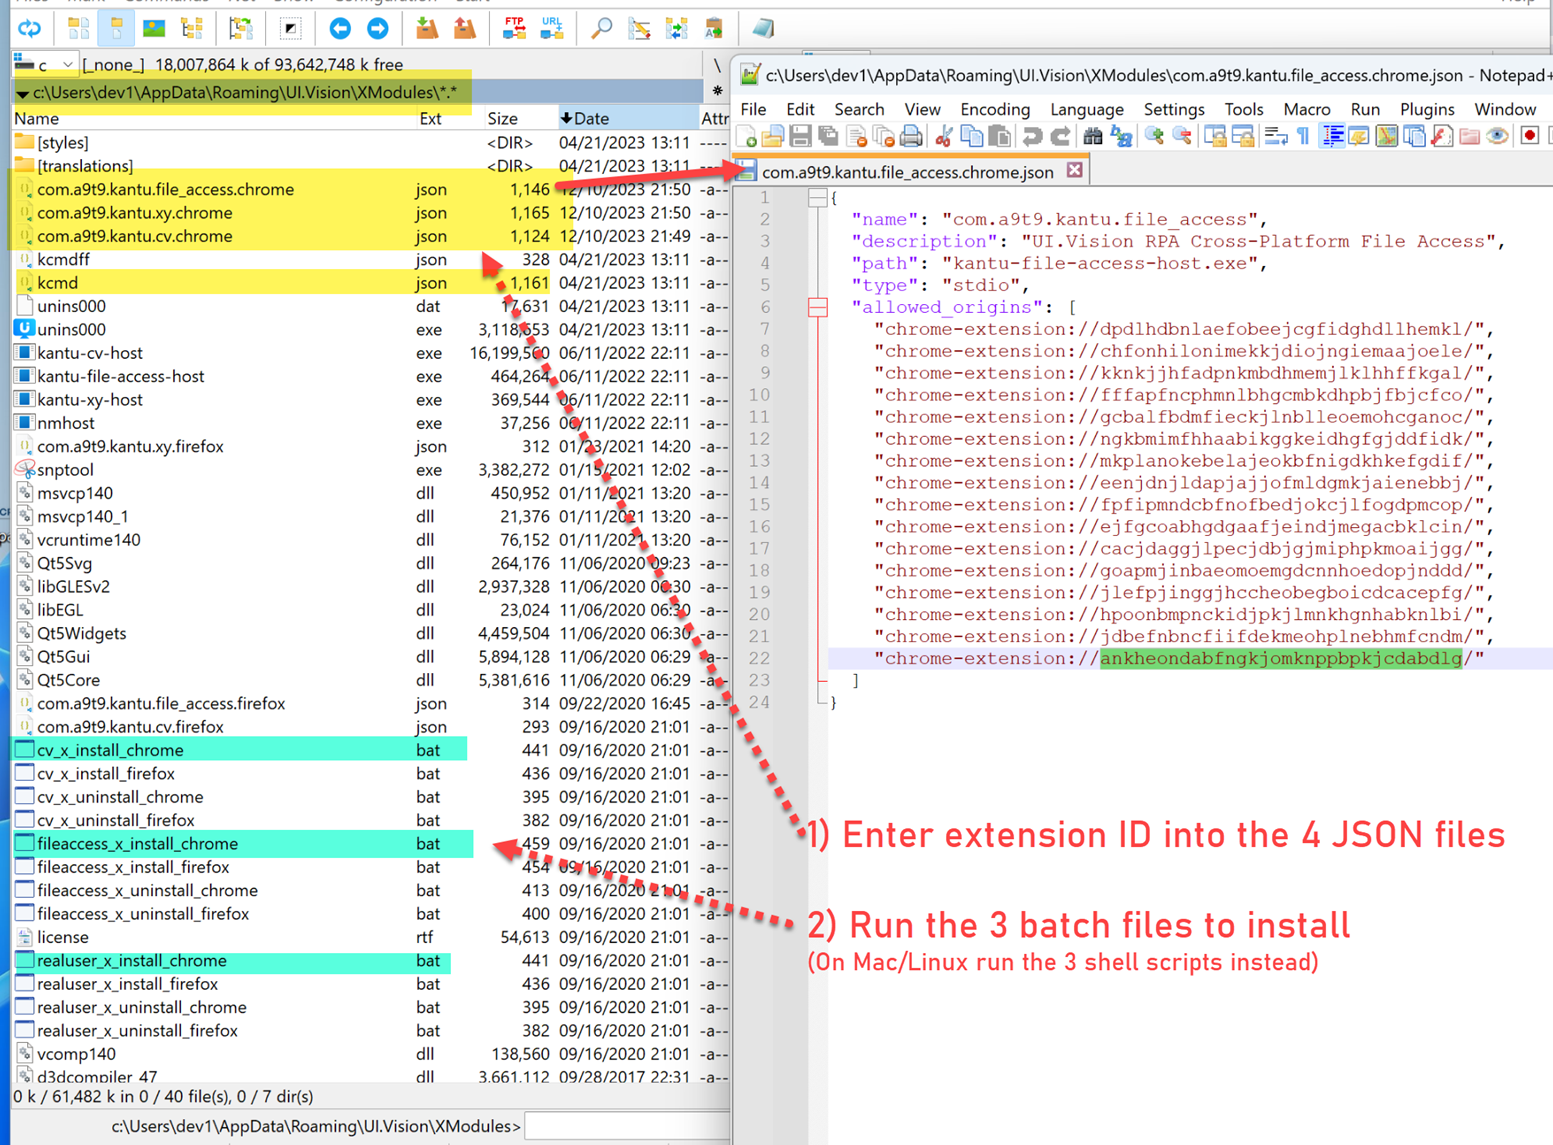 Files Mark Commands Net Show Configuration Start
Help
FTP URL
c [_none_] 18,007,864 k of 93,642,748 k free \
c:\Users\dev1\AppData\Roaming\UI.Vision\XModules\*.* *
Name Ext Size Date Attr
[styles] <DIR> 04/21/2023 13:11 ----
[translations] <DIR> 04/21/2023 13:11 ----
com.a9t9.kantu.file_access.chrome json 1,146 12/10/2023 21:50 -a--
com.a9t9.kantu.xy.chrome json 1,165 12/10/2023 21:50 -a--
com.a9t9.kantu.cv.chrome json 1,124 12/10/2023 21:49 -a--
kcmdff json 328 04/21/2023 13:11 -a--
kcmd json 1,161 04/21/2023 13:11 -a--
unins000 dat 17,631 04/21/2023 13:11 -a--
unins000 exe 3,118,653 04/21/2023 13:11 -a--
kantu-cv-host exe 16,199,560 06/11/2022 22:11 -a--
kantu-file-access-host exe 464,264 06/11/2022 22:11 -a--
kantu-xy-host exe 369,544 06/11/2022 22:11 -a--
nmhost exe 37,256 06/11/2022 22:11 -a--
com.a9t9.kantu.xy.firefox json 312 01/23/2021 14:20 -a--
snptool exe 3,382,272 01/15/2021 12:02 -a--
msvcp140 dll 450,952 01/11/2021 13:20 -a--
msvcp140_1 dll 21,376 01/11/2021 13:20 -a--
vcruntime140 dll 76,152 01/11/2021 13:20 -a--
Qt5Svg dll 264,176 11/06/2020 09:23 -a--
libGLESv2 dll 2,937,328 11/06/2020 06:30 -a--
libEGL dll 23,024 11/06/2020 06:30 -a--
Qt5Widgets dll 4,459,504 11/06/2020 06:30 -a--
Qt5Gui dll 5,894,128 11/06/2020 06:29 -a--
Qt5Core dll 5,381,616 11/06/2020 06:29 -a--
com.a9t9.kantu.file_access.firefox json 314 09/22/2020 16:45 -a--
com.a9t9.kantu.cv.firefox json 293 09/16/2020 21:01 -a--
cv_x_install_chrome bat 441 09/16/2020 21:01 -a--
cv_x_install_firefox bat 436 09/16/2020 21:01 -a--
cv_x_uninstall_chrome bat 395 09/16/2020 21:01 -a--
cv_x_uninstall_firefox bat 382 09/16/2020 21:01 -a--
fileaccess_x_install_chrome bat 459 09/16/2020 21:01 -a--
fileaccess_x_install_firefox bat 454 09/16/2020 21:01 -a--
fileaccess_x_uninstall_chrome bat 413 09/16/2020 21:01 -a--
fileaccess_x_uninstall_firefox bat 400 09/16/2020 21:01 -a--
license rtf 54,613 09/16/2020 21:01 -a--
realuser_x_install_chrome bat 441 09/16/2020 21:01 -a--
realuser_x_install_firefox bat 436 09/16/2020 21:01 -a--
realuser_x_uninstall_chrome bat 395 09/16/2020 21:01 -a--
realuser_x_uninstall_firefox bat 382 09/16/2020 21:01 -a--
vcomp140 dll 138,560 09/16/2020 21:01 -a--
d3dcompiler_47 dll 3,661,112 09/28/2017 22:31 -a--
0 k / 61,482 k in 0 / 40 file(s), 0 / 7 dir(s)
c:\Users\dev1\AppData\Roaming\UI.Vision\XModules>
c:\Users\dev1\AppData\Roaming\UI.Vision\XModules\com.a9t9.kantu.file_access.chrome.json - Notepad+
File Edit Search View Encoding Language Settings Tools Macro Run Plugins Window
com.a9t9.kantu.file_access.chrome.json
1 {
2 "name": "com.a9t9.kantu.file_access",
3 "description": "UI.Vision RPA Cross-Platform File Access",
4 "path": "kantu-file-access-host.exe",
5 "type": "stdio",
6 "allowed_origins": [
7 "chrome-extension://dpdlhdbnlaefobeejcgfidghdllhemkl/",
8 "chrome-extension://chfonhilonimekkjdiojngiemaajoele/",
9 "chrome-extension://kknkjjhfadpnkmbdhmemjlklhhffkgal/",
10 "chrome-extension://fffapfncphmnlbhgcmbkdhpbjfbjcfco/",
11 "chrome-extension://gcbalfbdmfieckjlnblleoemohcganoc/",
12 "chrome-extension://ngkbmimfhhaabikggkeidhgfgjddfidk/",
13 "chrome-extension://mkplanokebelajeokbfnigdkhkefgdif/",
14 "chrome-extension://eenjdnjldapjajjofmldgmkjaienebbj/",
15 "chrome-extension://fpfipmndcbfnofbedjokcjlfogdpmcop/",
16 "chrome-extension://ejfgcoabhgdgaafjeindjmegacbklcin/",
17 "chrome-extension://cacjdaggjlpecjdbjgjmiphpkmoaijgg/",
18 "chrome-extension://goapmjinbaeomoemgdcnnhoedopjnddd/",
19 "chrome-extension://jlefpjinggjhccheobegboicdcacepfg/",
20 "chrome-extension://hpoonbmpnckidjpkjlmnkhgnhabknlbi/",
21 "chrome-extension://jdbefnbncfiifdekmeohplnebhmfcndm/",
22 "chrome-extension://ankheondabfngkjomknppbpkjcdabdlg/"
23 ]
24 }
1) Enter extension ID into the 4 JSON files
2) Run the 3 batch files to install
(On Mac/Linux run the 3 shell scripts instead)